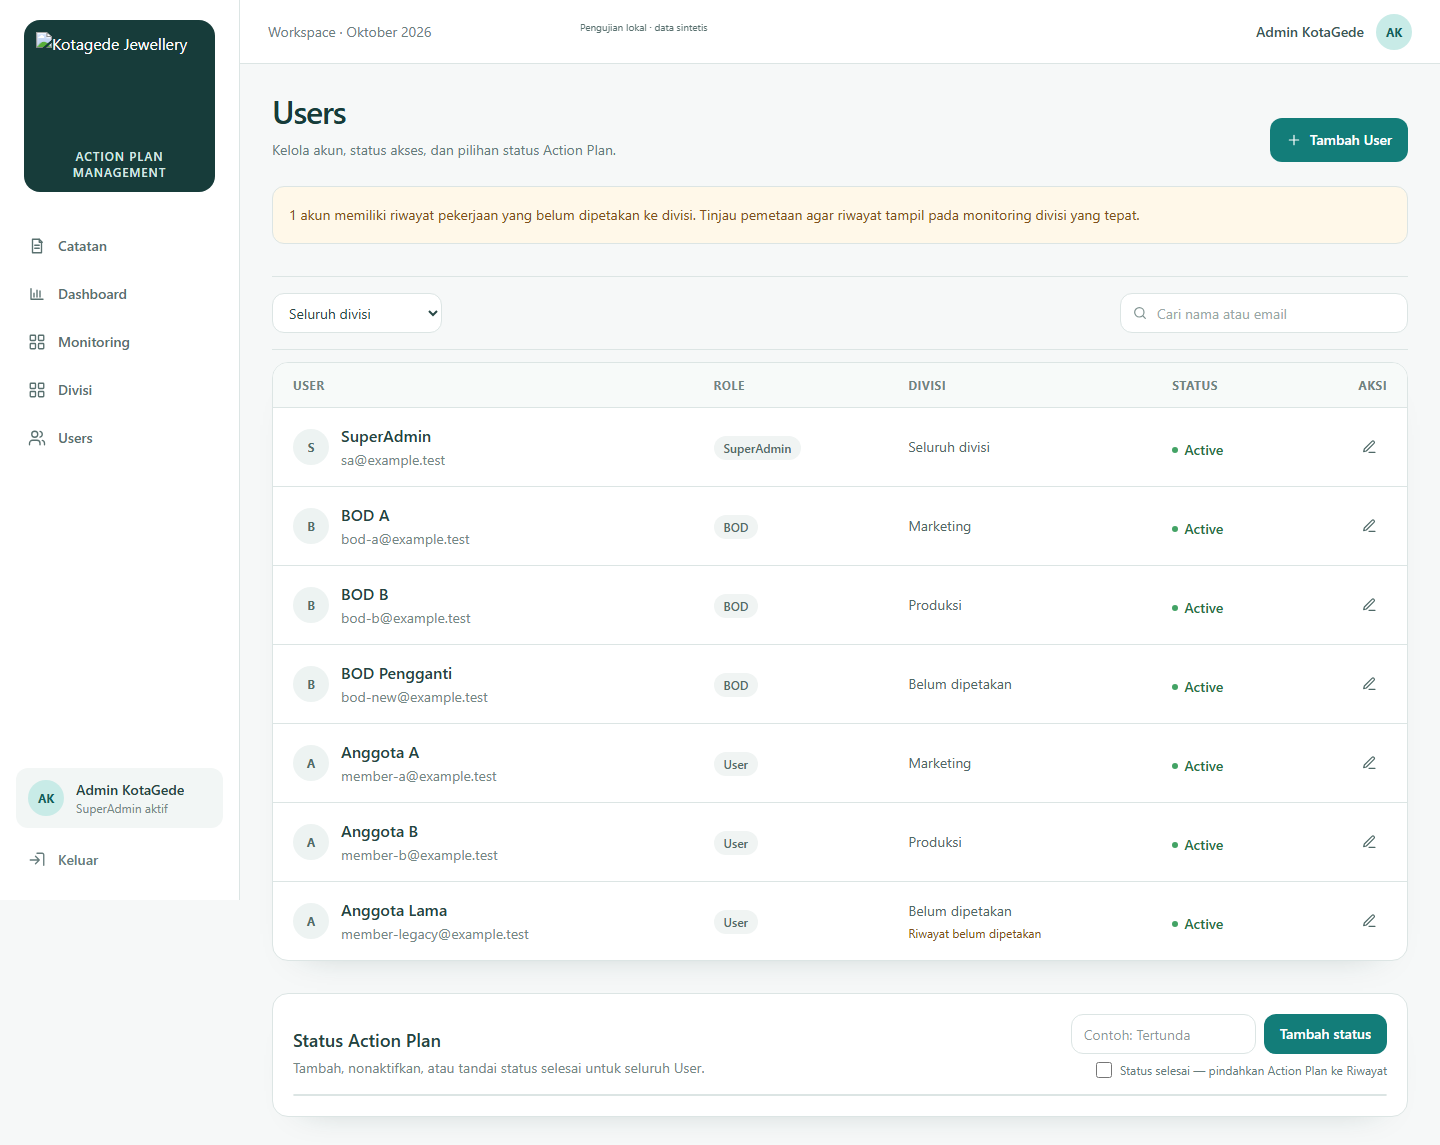 Kotagede Jewellery
ACTION PLAN
MANAGEMENT
Catatan
Dashboard
Monitoring
Divisi
Users
AK
Admin KotaGede
SuperAdmin aktif
Keluar
Workspace · Oktober 2026
Pengujian lokal · data sintetis
Admin KotaGede
AK
Users
Kelola akun, status akses, dan pilihan status Action Plan.
Tambah User
1 akun memiliki riwayat pekerjaan yang belum dipetakan ke divisi. Tinjau pemetaan agar riwayat tampil pada monitoring divisi yang tepat.
Seluruh divisi
Cari nama atau email
USER ROLE DIVISI STATUS AKSI
S SuperAdmin
sa@example.test
SuperAdmin
Seluruh divisi
Active
B BOD A
bod-a@example.test
BOD
Marketing
Active
B BOD B
bod-b@example.test
BOD
Produksi
Active
B BOD Pengganti
bod-new@example.test
BOD
Belum dipetakan
Active
A Anggota A
member-a@example.test
User
Marketing
Active
A Anggota B
member-b@example.test
User
Produksi
Active
A Anggota Lama
member-legacy@example.test
User
Belum dipetakan
Riwayat belum dipetakan
Active
Status Action Plan
Tambah, nonaktifkan, atau tandai status selesai untuk seluruh User.
Contoh: Tertunda
Tambah status
Status selesai — pindahkan Action Plan ke Riwayat